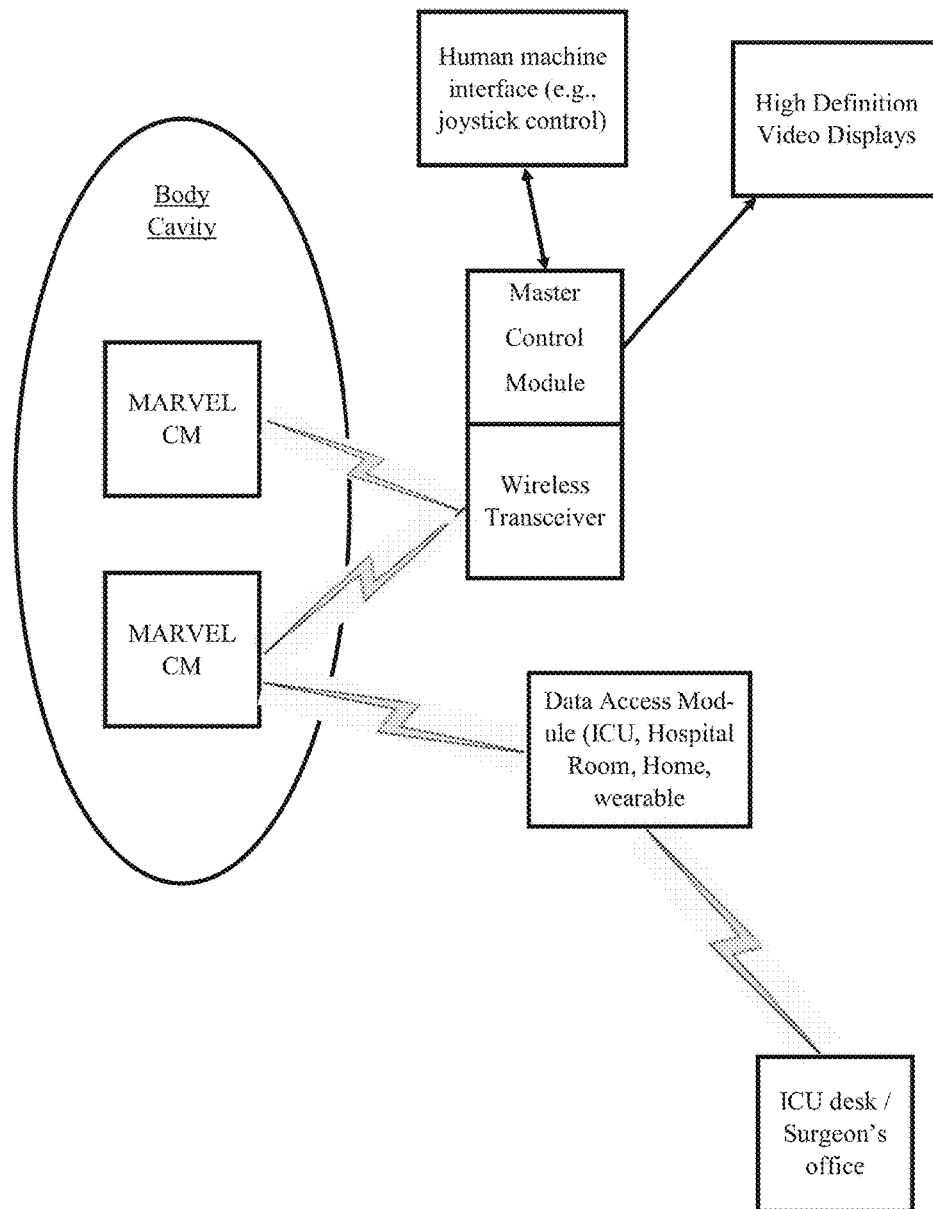 Human machine
interface (e.g.,
joystick control)
High Definition
Video Displays
Body
Cavity
Master
Control
Module
MARVEL
CM
Wireless
Transceiver
MARVEL
CM
Data Access Mod-
ule (ICU, Hospital
Room, Home,
wearable
ICU desk /
Surgeon's
office